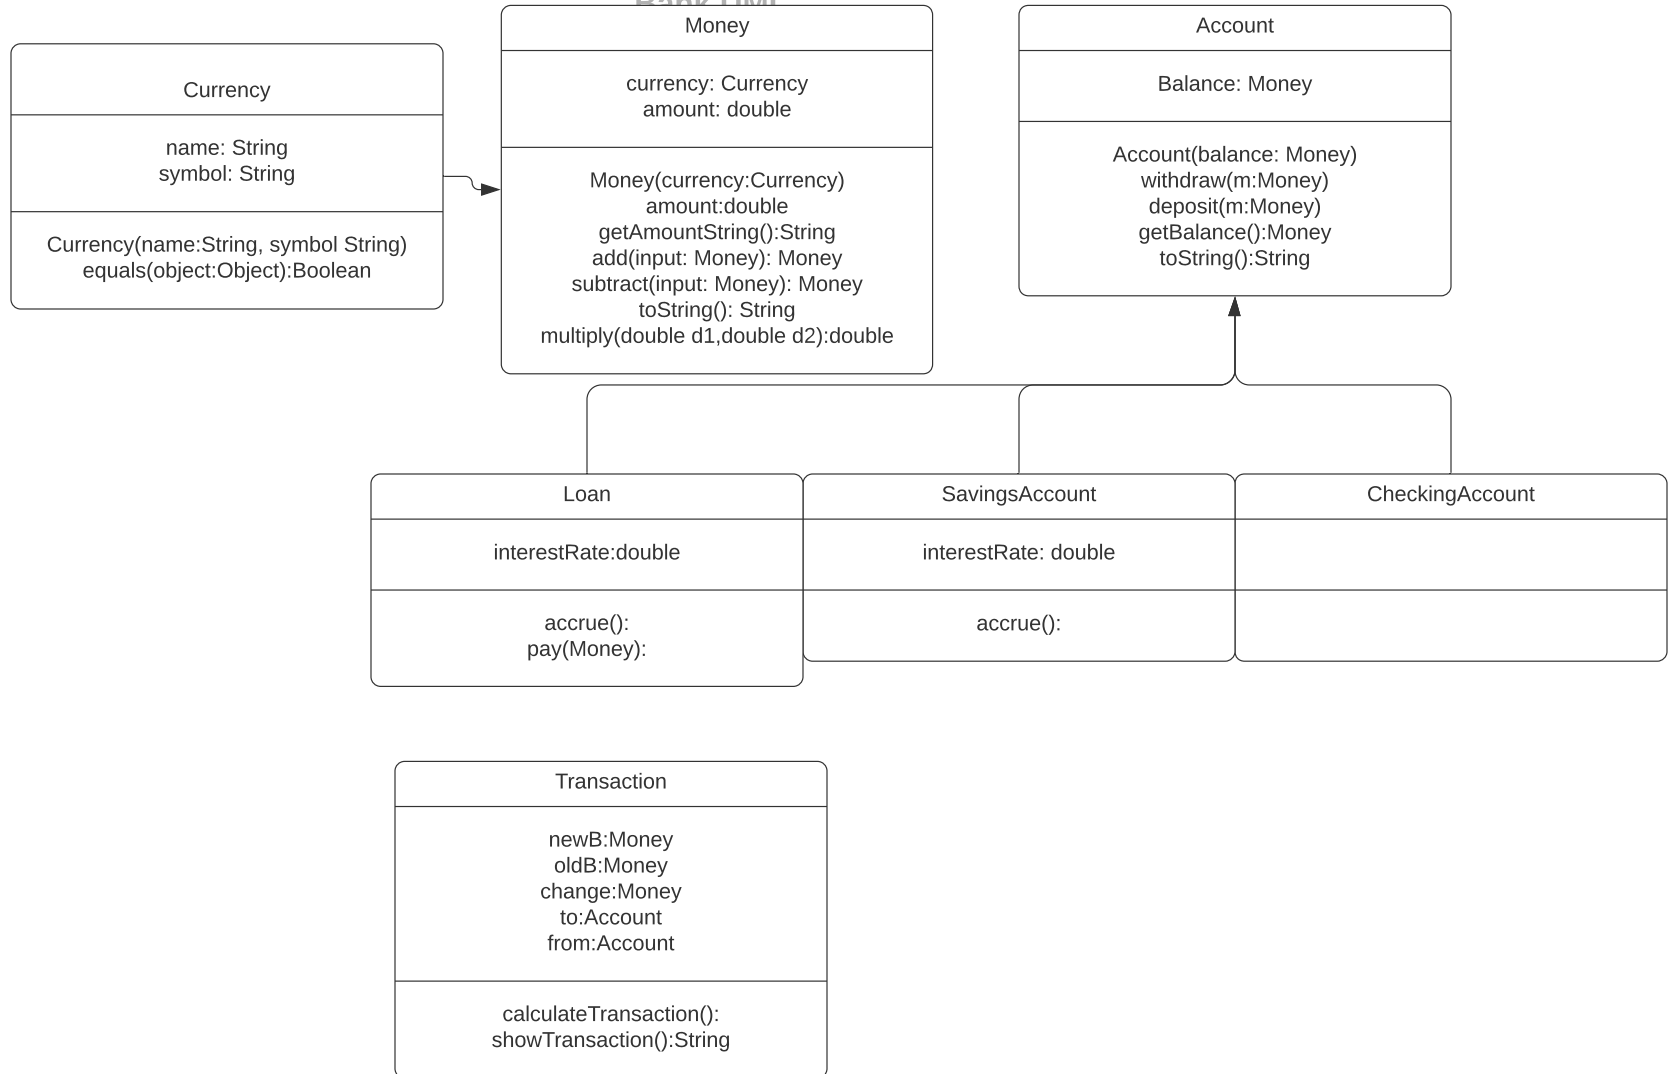 Bank UML
Currency
name: String
symbol: String
Currency(name:String, symbol String)
equals(object:Object):Boolean
Money
currency: Currency
amount: double
Money(currency:Currency)
amount:double
getAmountString():String
add(input: Money): Money
subtract(input: Money): Money
toString(): String
multiply(double d1,double d2):double
Account
Balance: Money
Account(balance: Money)
withdraw(m:Money)
deposit(m:Money)
getBalance():Money
toString():String
Loan
interestRate:double
accrue():
pay(Money):
SavingsAccount
interestRate: double
accrue():
CheckingAccount
Transaction
newB:Money
oldB:Money
change:Money
to:Account
from:Account
calculateTransaction():
showTransaction():String